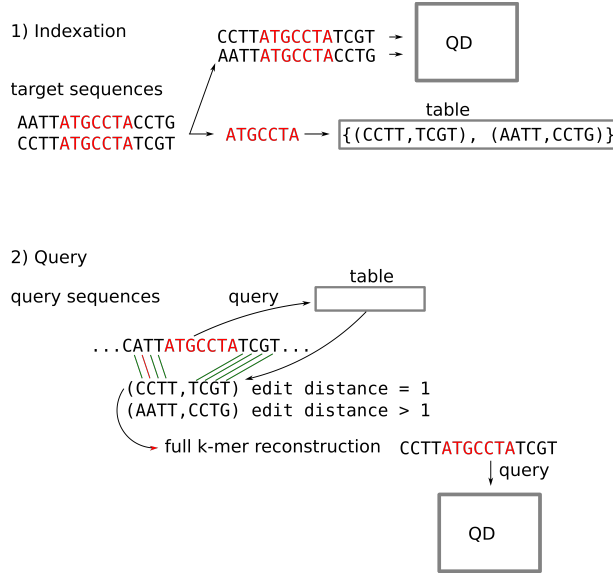 1) Indexation
CCTTATGCCTATCGT
AATTATGCCTACCTG
QD
target sequences
AATTATGCCTACCTG
CCTTATGCCTATCGT
ATGCCTA
table
{(CCTT,TCGT), (AATT,CCTG)}
2) Query
query sequences
query
table
...CATTATGCCTATCGT...
(CCTT,TCGT) edit distance = 1
(AATT,CCTG) edit distance > 1
full k-mer reconstruction
CCTTATGCCTATCGT
query
QD